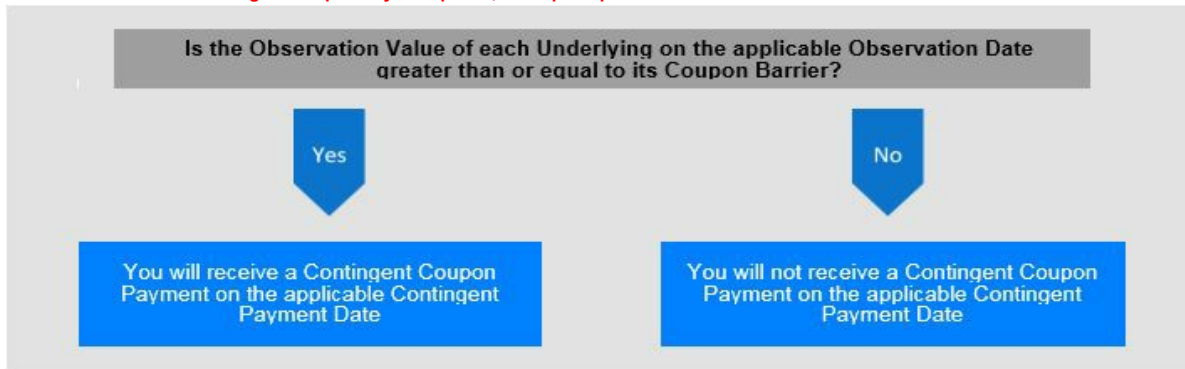 Is the Observation Value of each Underlying on the applicable Observation Date
greater than or equal to its Coupon Barrier?
Yes
No
You will receive a Contingent Coupon
Payment on the applicable Contingent
Payment Date
You will not receive a Contingent Coupon
Payment on the applicable Contingent
Payment Date